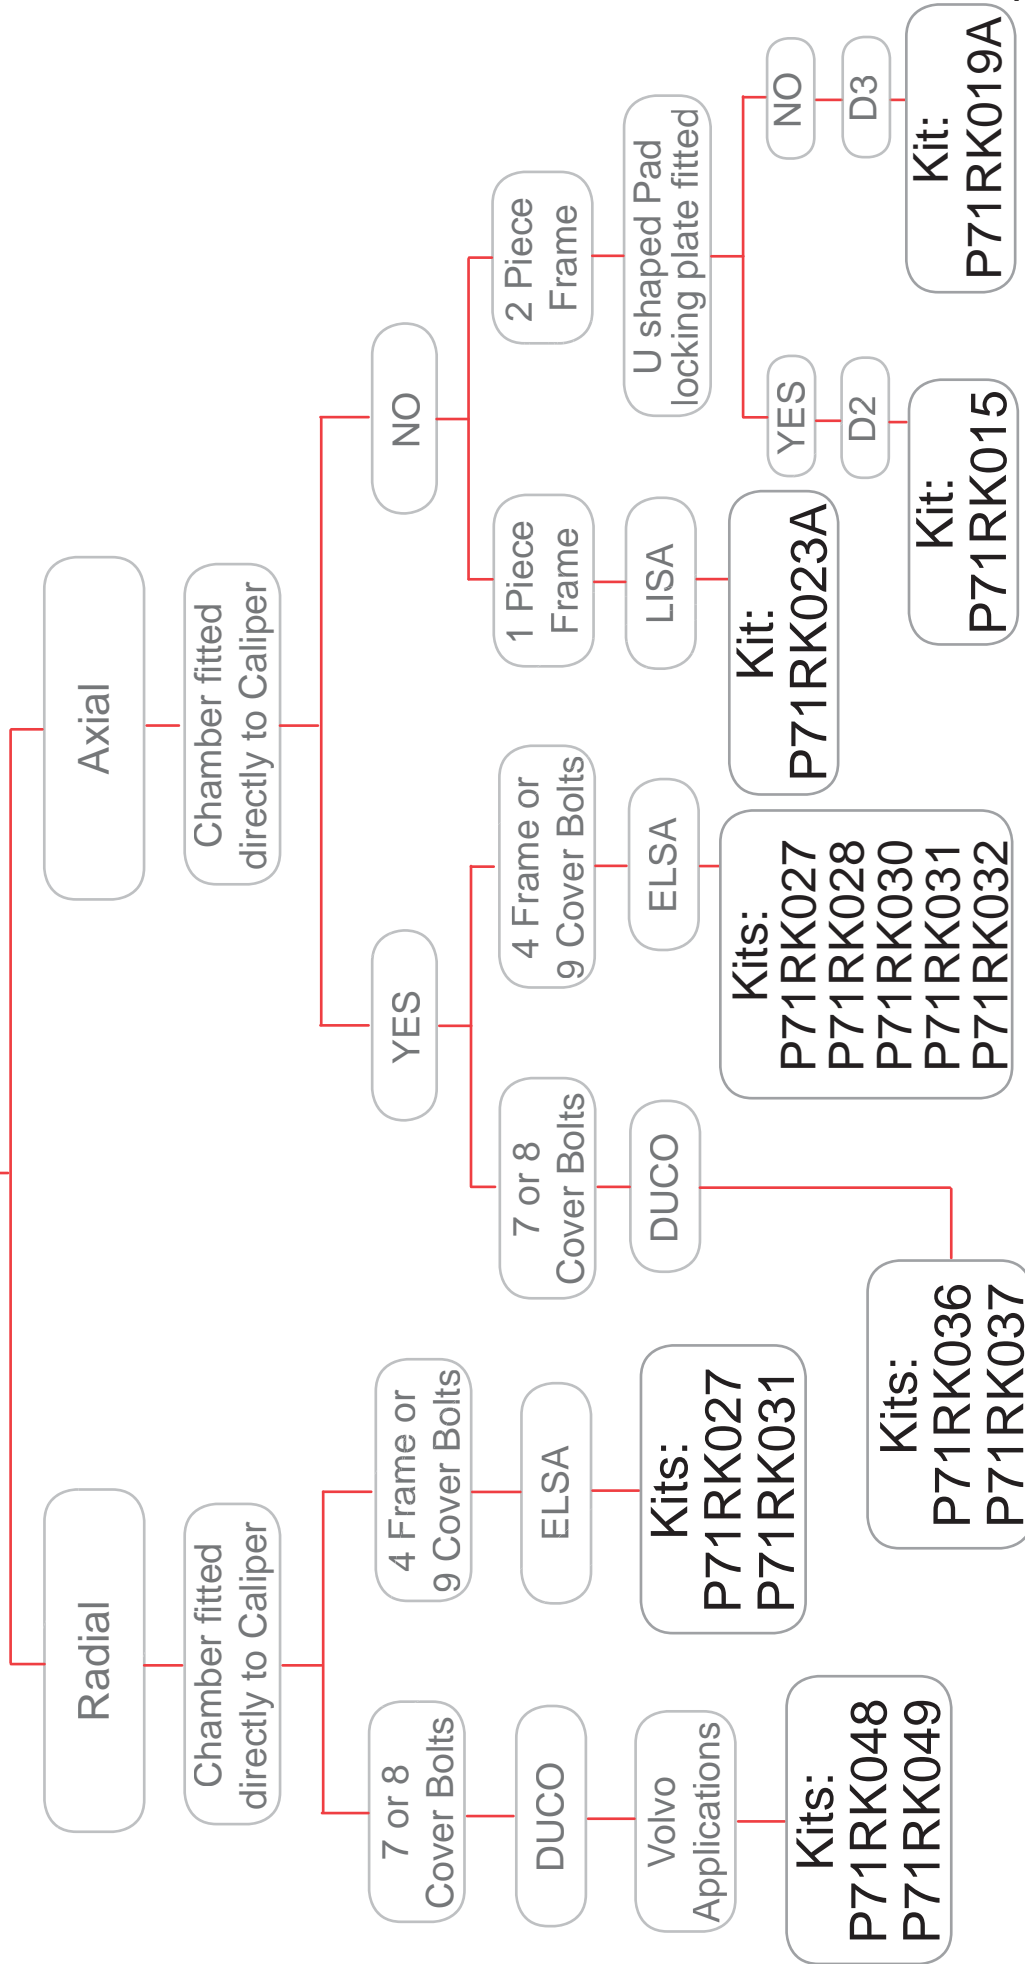 Radial
Chamber fitted
directly to Caliper
7 or 8
Cover Bolts
DUCO
Volvo
Applications
Kits:
P71RK048
P71RK049
4 Frame or
9 Cover Bolts
ELSA
Kits:
P71RK027
P71RK031
Axial
Chamber fitted
directly to Caliper
YES
7 or 8
Cover Bolts
DUCO
Kits:
P71RK036
P71RK037
4 Frame or
9 Cover Bolts
ELSA
Kits:
P71RK027
P71RK028
P71RK030
P71RK031
P71RK032
NO
1 Piece
Frame
LISA
Kit:
P71RK023A
2 Piece
Frame
U shaped Pad
locking plate fitted
YES
D2
Kit:
P71RK015
NO
D3
Kit:
P71RK019A